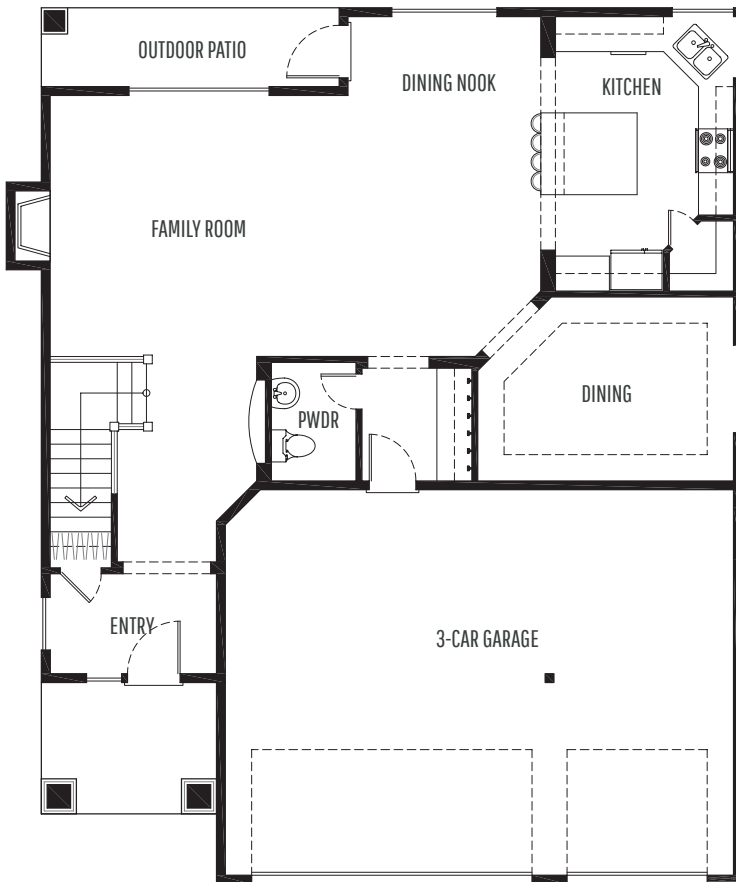 OUTDOOR PATIO
DINING NOOK
KITCHEN
FAMILY ROOM
DINING
PWDR
ENTRY
3-CAR GARAGE